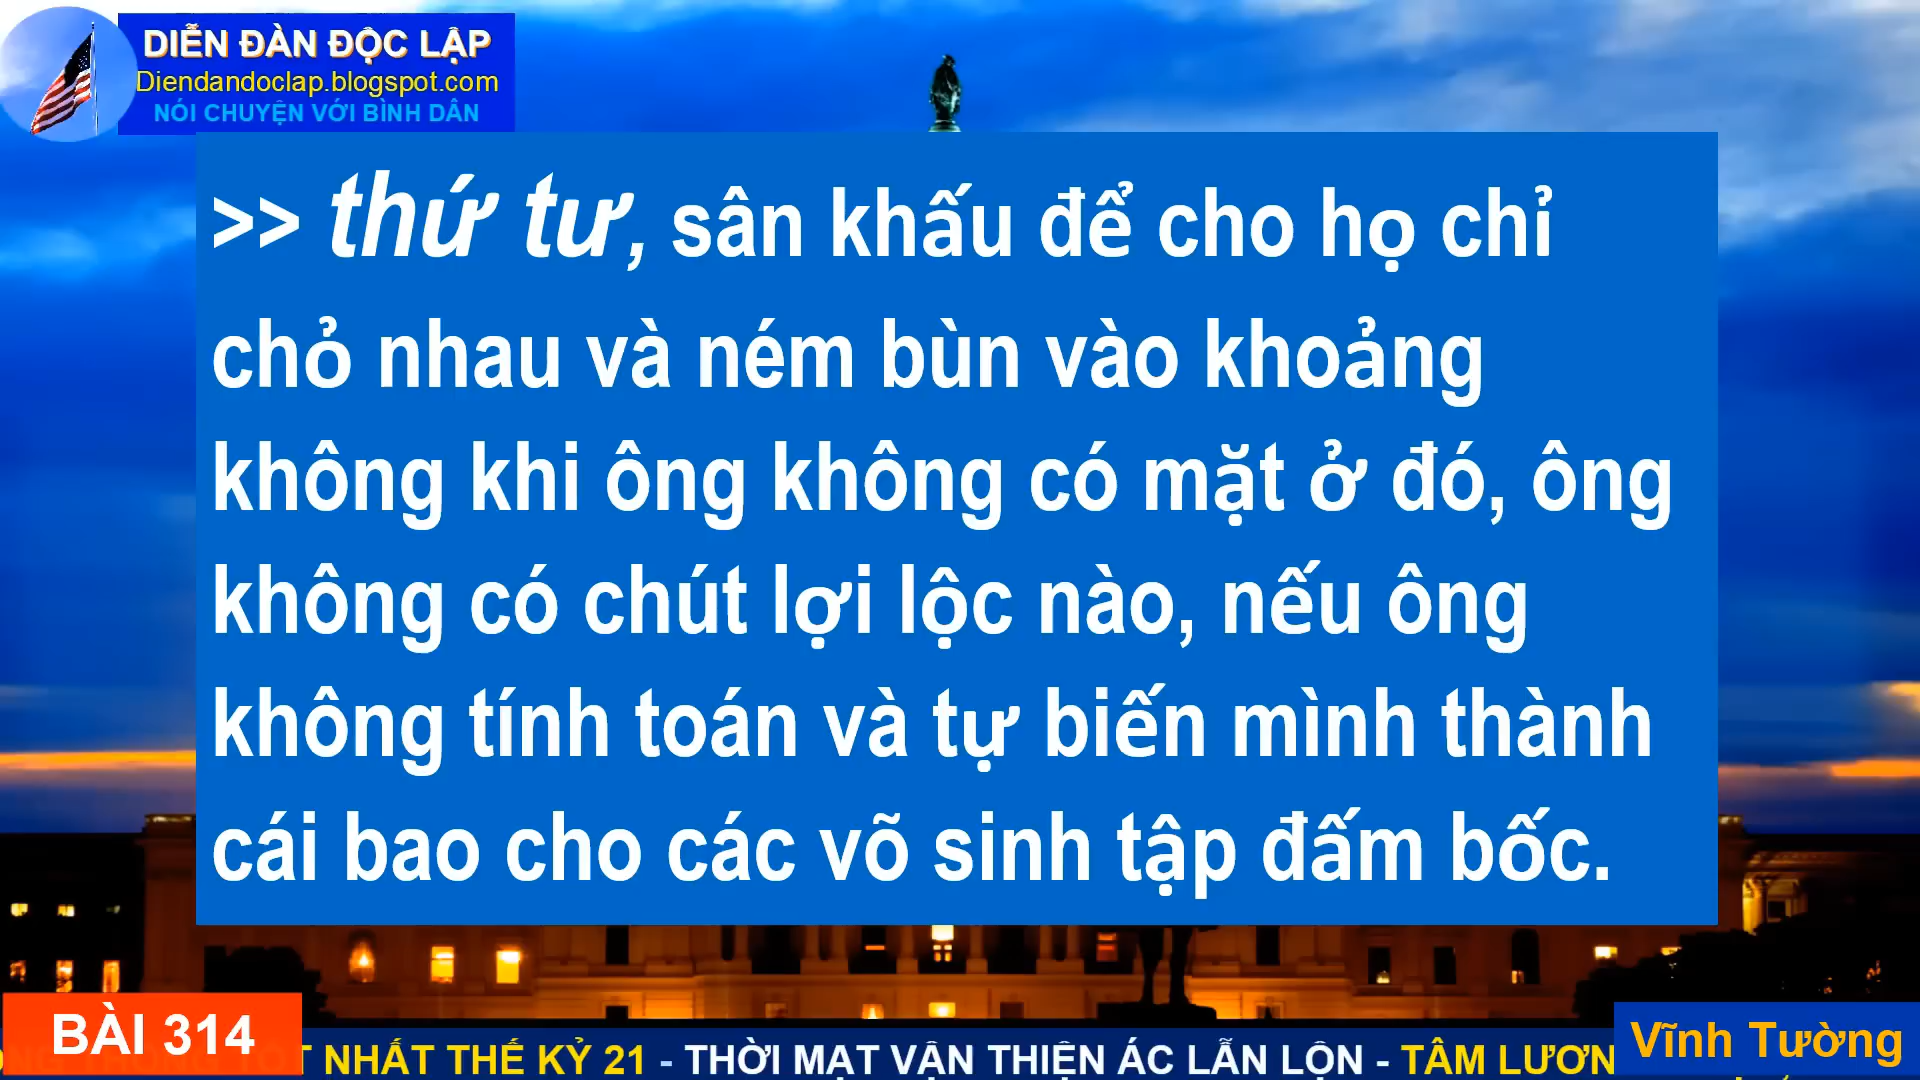 DIỄN ĐÀN ĐỘC LẬP
Diendandoclap.blogspot.com
NÓI CHUYỆN VỚI BÌNH DÂN
>> thứ tư, sân khấu để cho họ chỉ
chỏ nhau và ném bùn vào khoảng
không khi ông không có mặt ở đó, ông
không có chút lợi lộc nào, nếu ông
không tính toán và tự biến mình thành
cái bao cho các võ sinh tập đấm bốc.
BÀI 314
NHẤT THẾ KỶ 21 - THỜI MẠT VẬN THIỆN ÁC LẪN LỘN - TÂM
Vĩnh Tường